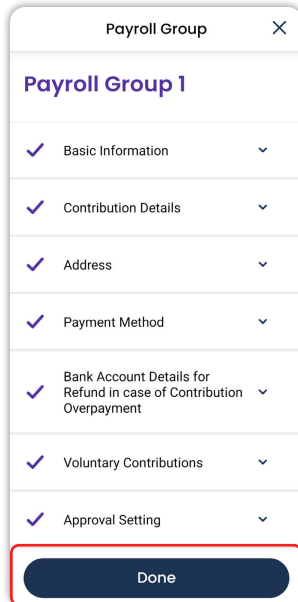 Payroll Group
Payroll Group 1
Basic Information
Contribution Details
Address
Payment Method
Bank Account Details for
Refund in case of Contribution
Overpayment
Voluntary Contributions
Approval Setting
Done